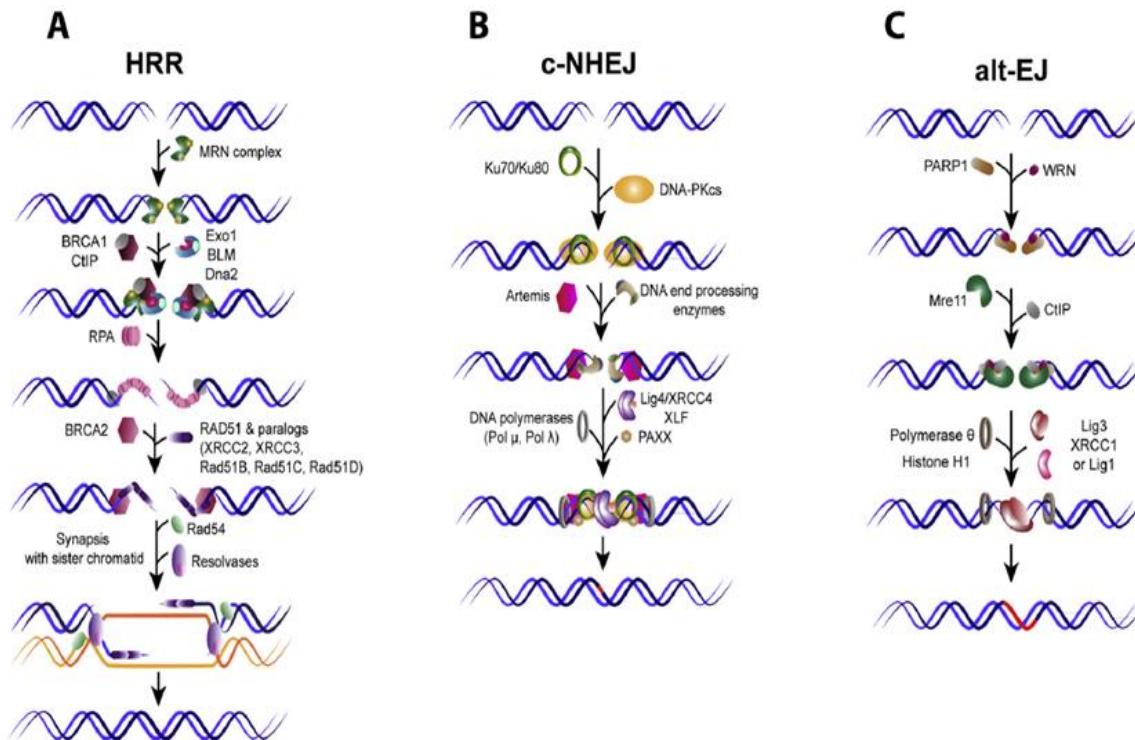 A
HRR
MRN complex
BRCA1
CtIP
Exo1
BLM
Dna2
RPA
BRCA2
RAD51 & paralogs
(XRCC2, XRCC3,
Rad51B, Rad51C, Rad51D)
Synapsis
with sister chromatid
Rad54
Resolvases
B
c-NHEJ
Ku70/Ku80
DNA-PKcs
Artemis
DNA end processing
enzymes
DNA polymerases
(Pol μ, Pol λ)
Lig4/XRCC4
XLF
PAXX
C
alt-EJ
PARP1
WRN
Mre11
CtIP
Polymerase θ
Histone H1
Lig3
XRCC1
or Lig1